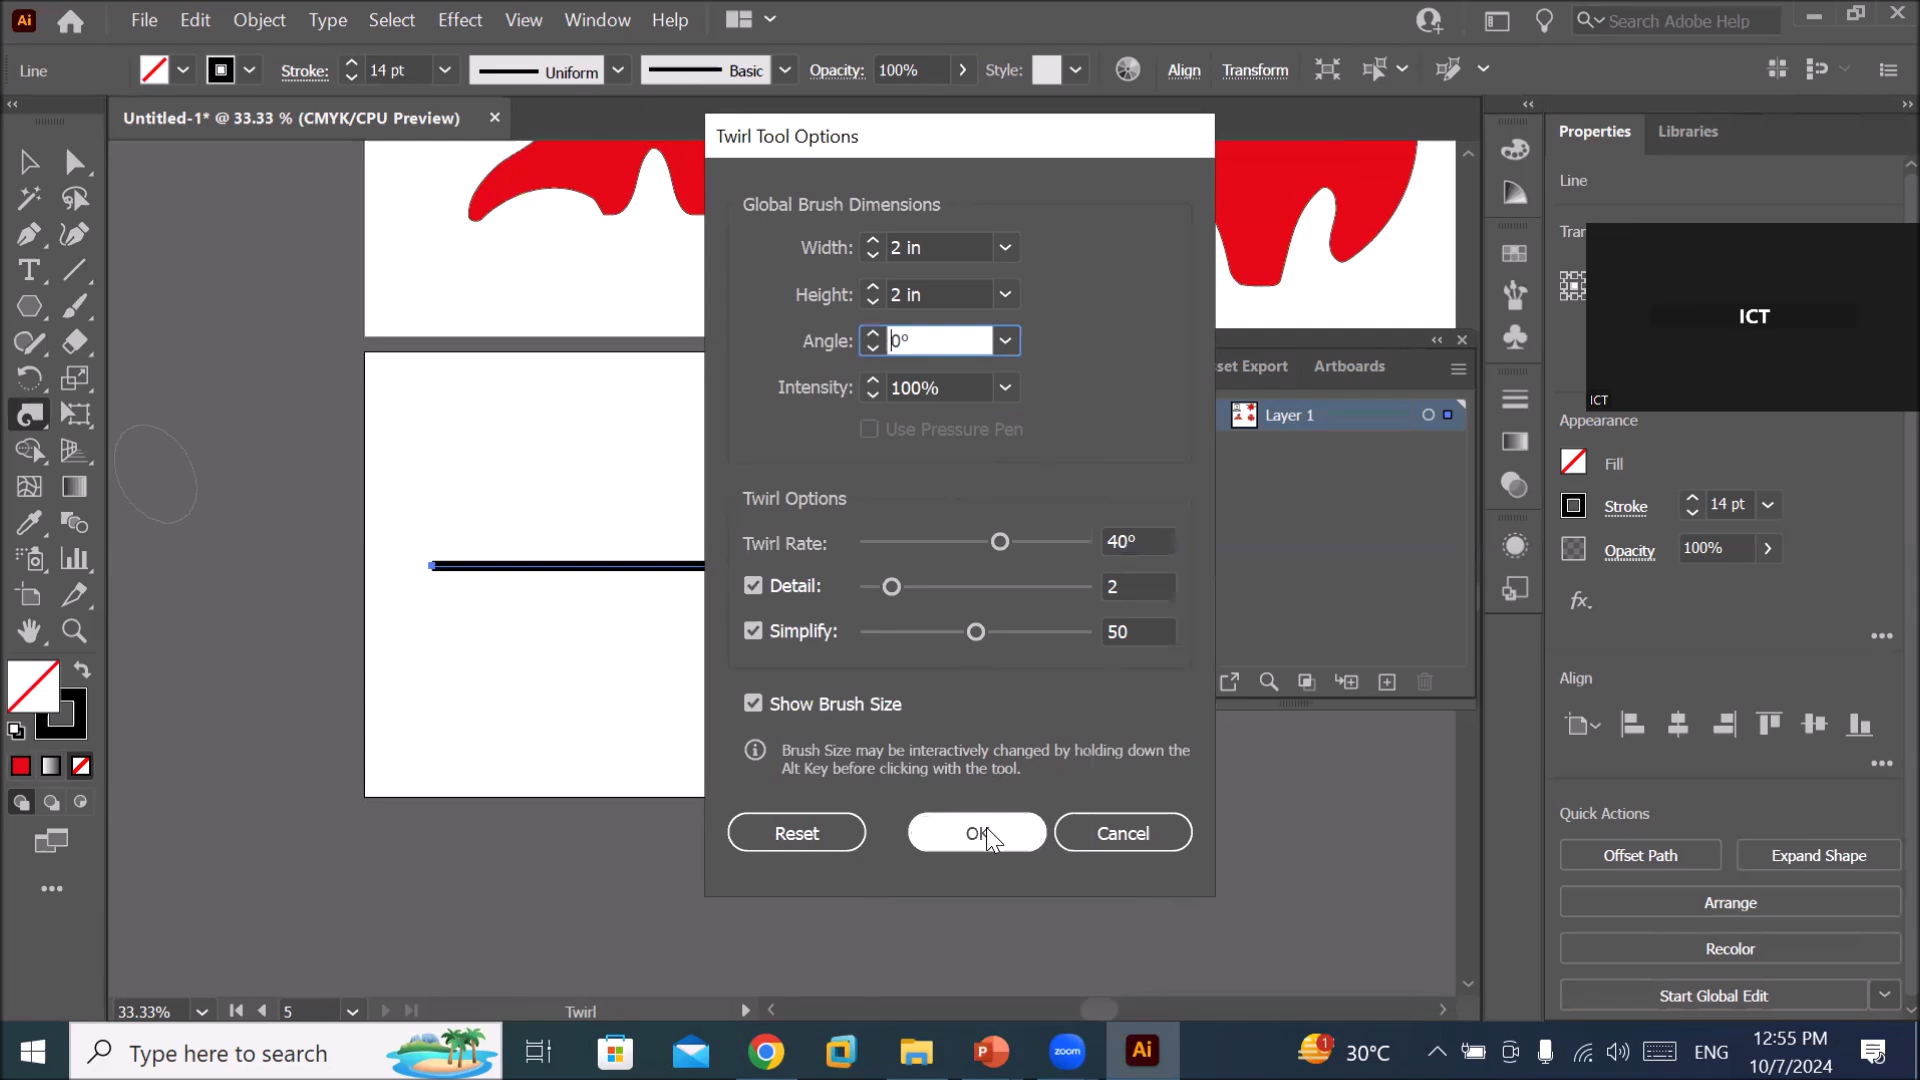 Ai File Edit Object Type Select Effect View Window Help Search Adobe Help
Line Stroke: 14 pt Uniform Basic Opacity: 100% Style: Align Transform
Untitled-1* @ 33.33 % (CMYK/CPU Preview)
Twirl Tool Options
Global Brush Dimensions
Width: 2 in
Height: 2 in
Angle: 0°
Intensity: 100%
Use Pressure Pen
Twirl Options
Twirl Rate: 40°
Detail: 2
Simplify: 50
Show Brush Size
Brush Size may be interactively changed by holding down the
Alt Key before clicking with the tool.
Reset OK Cancel
set Export Artboards
Layer 1
Properties Libraries
Line
Tra
ICT
ICT
Appearance
Fill
Stroke 14 pt
Opacity 100%
fx.
Align
Quick Actions
Offset Path Expand Shape
Arrange
Recolor
Start Global Edit
33.33% 5 Twirl
Type here to search zoom Ai 1 30°C ENG 12:55 PM
10/7/2024